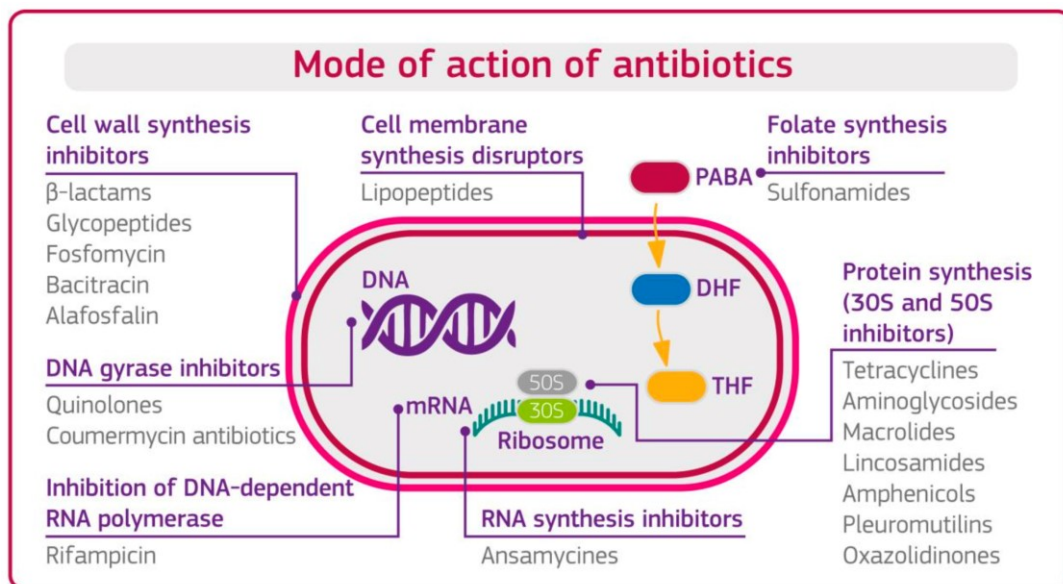 Mode of action of antibiotics
Cell wall synthesis
inhibitors
β-lactams
Glycopeptides
Fosfomycin
Bacitracin
Alafosfalin
Cell membrane
synthesis disruptors
Lipopeptides
Folate synthesis
inhibitors
Sulfonamides
PABA
DHF
THF
DNA
DNA gyrase inhibitors
Quinolones
Coumermycin antibiotics
mRNA
50S
30S
Ribosome
Protein synthesis
(30S and 50S
inhibitors)
Tetracyclines
Aminoglycosides
Macrolides
Lincosamides
Amphenicols
Pleuromutilins
Oxazolidinones
Inhibition of DNA-dependent
RNA polymerase
Rifampicin
RNA synthesis inhibitors
Ansamycines